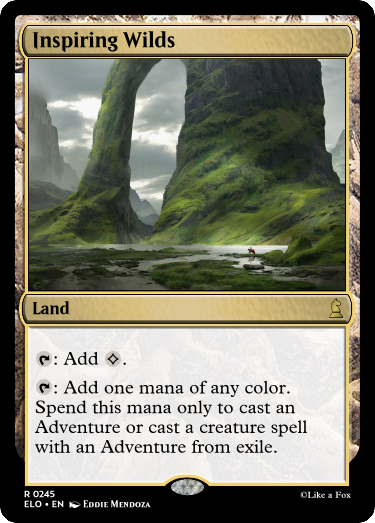 Inspiring Wilds
Land
: Add .
: Add one mana of any color.
Spend this mana only to cast an
Adventure or cast a creature spell
with an Adventure from exile.
R 0245
ELO • EN Eddie Mendoza
©Like a Fox